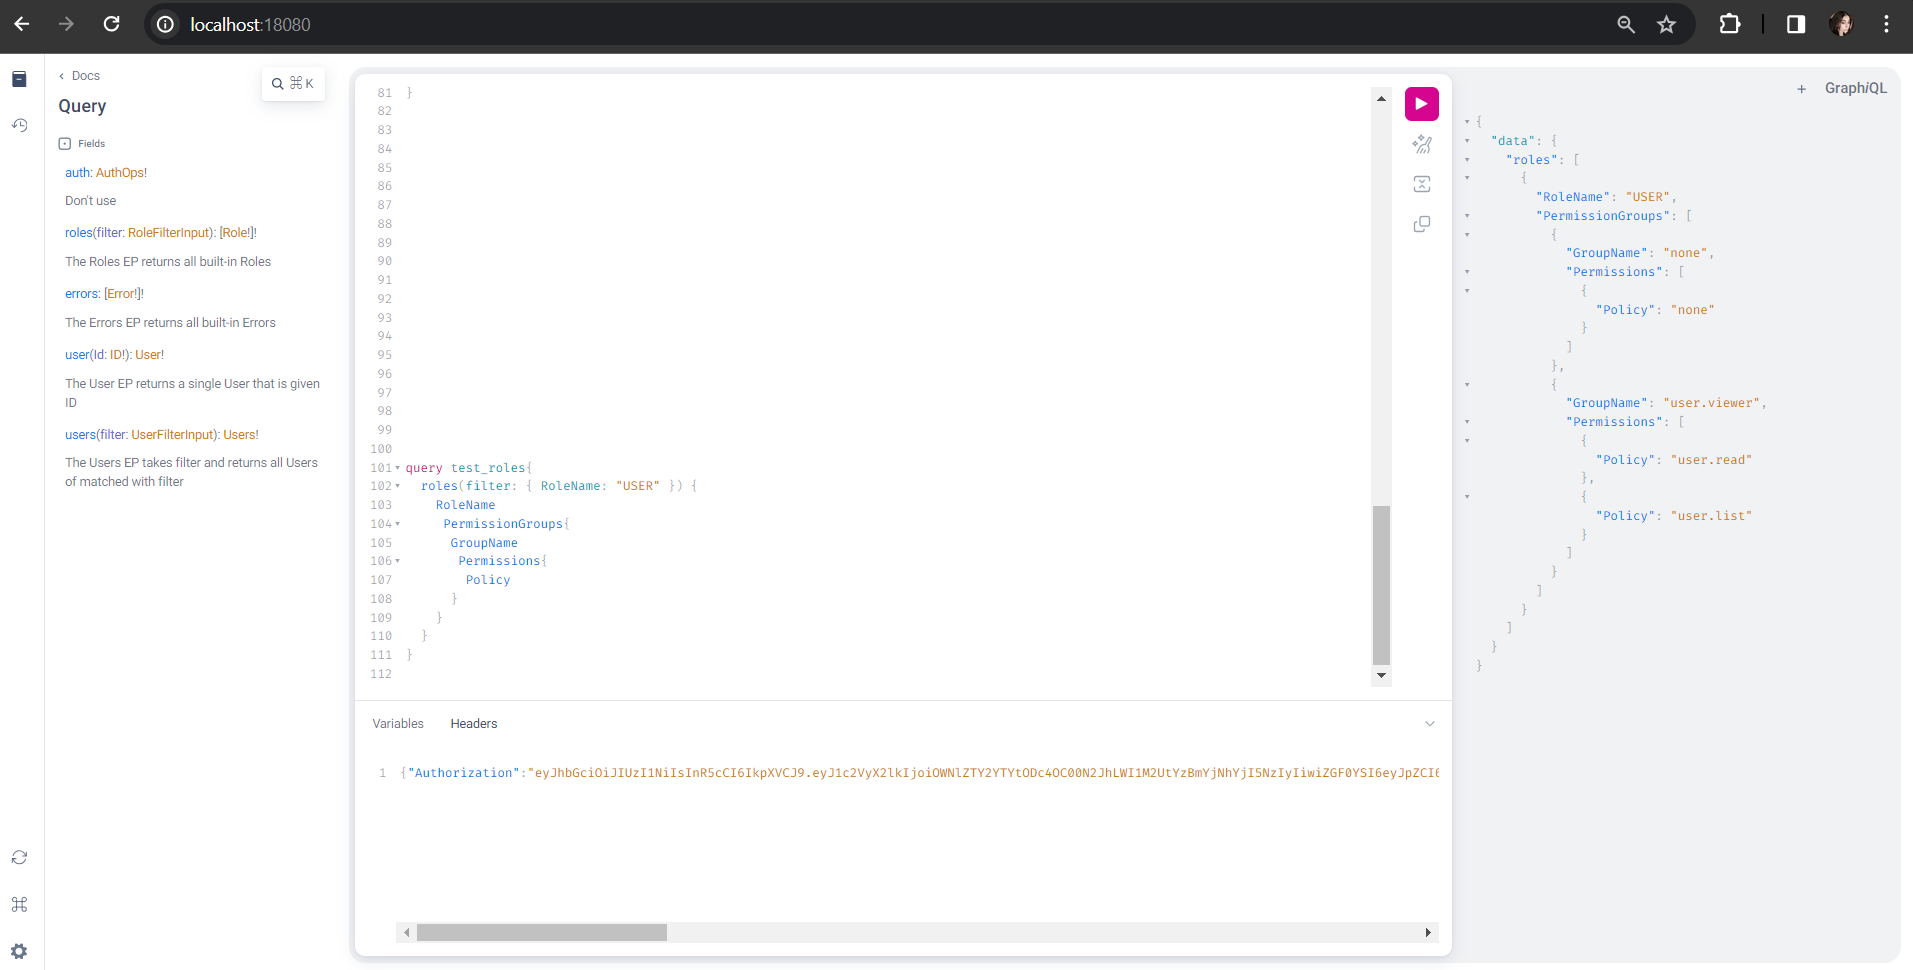 localhost:18080
Docs
⌘ K
Query
Fields
auth: AuthOps!
Don't use
roles(filter: RoleFilterInput): [Role!]!
The Roles EP returns all built-in Roles
errors: [Error!]!
The Errors EP returns all built-in Errors
user(Id: ID!): User!
The User EP returns a single User that is given
ID
users(filter: UserFilterInput): Users!
The Users EP takes filter and returns all Users
of matched with filter
81 }
82
83
84
85
86
87
88
89
90
91
92
93
94
95
96
97
98
99
100
101 query test_roles{
102 roles(filter: { RoleName: "USER" }) {
103 RoleName
104 PermissionGroups{
105 GroupName
106 Permissions{
107 Policy
108 }
109 }
110 }
111 }
112
Variables Headers
1 {"Authorization":"eyJhbGciOiJIUzI1NiIsInR5cCI6IkpXVCJ9.eyJ1c2VyX2lkIjoiOWNlZTY2YTYtODc4OC00N2JhLWI1M2UtYzBmYjNhYjI5NzIyIiwiZGF0YSI6eyJpZCI6
+ GraphiQL
{
"data": {
"roles": [
{
"RoleName": "USER",
"PermissionGroups": [
{
"GroupName": "none",
"Permissions": [
{
"Policy": "none"
}
]
},
{
"GroupName": "user.viewer",
"Permissions": [
{
"Policy": "user.read"
},
{
"Policy": "user.list"
}
]
}
]
}
]
}
}